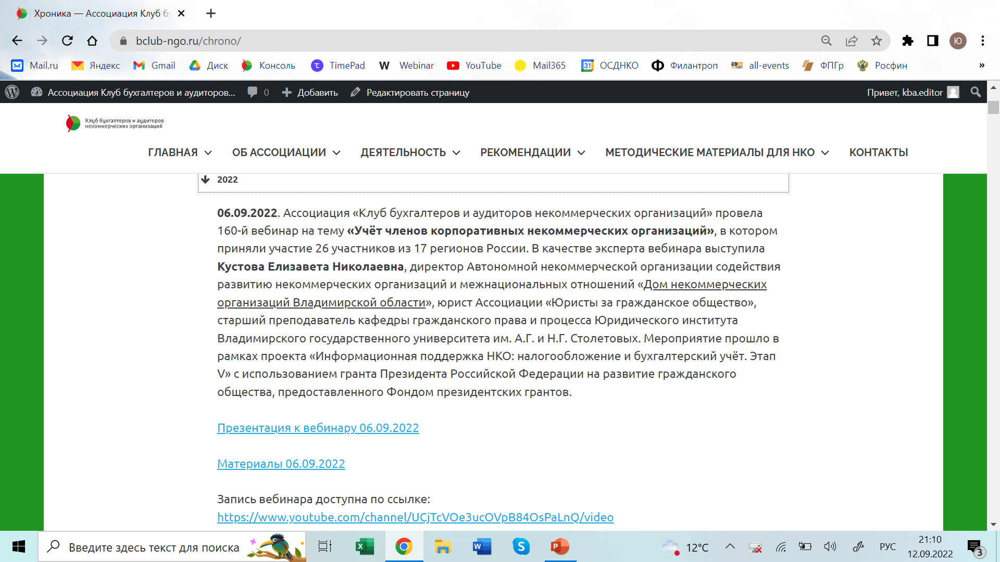 Хроника — Ассоциация Клуб б
bclub-ngo.ru/chrono/
Ю
Mail.ru Яндекс Gmail Диск Консоль TimePad W Webinar YouTube Mail365 31 ОСДНКО Филантроп all-events ФПГр Росфин »
Ассоциация Клуб бухгалтеров и аудиторов... 0 Добавить Редактировать страницу Привет, kba.editor
Клуб бухгалтеров и аудиторов
некоммерческих организаций
ГЛАВНАЯ ОБ АССОЦИАЦИИ ДЕЯТЕЛЬНОСТЬ РЕКОМЕНДАЦИИ МЕТОДИЧЕСКИЕ МАТЕРИАЛЫ ДЛЯ НКО КОНТАКТЫ
2022
06.09.2022. Ассоциация «Клуб бухгалтеров и аудиторов некоммерческих организаций» провела
160-й вебинар на тему «Учёт членов корпоративных некоммерческих организаций», в котором
приняли участие 26 участников из 17 регионов России. В качестве эксперта вебинара выступила
Кустова Елизавета Николаевна, директор Автономной некоммерческой организации содействия
развитию некоммерческих организаций и межнациональных отношений «Дом некоммерческих
организаций Владимирской области», юрист Ассоциации «Юристы за гражданское общество»,
старший преподаватель кафедры гражданского права и процесса Юридического института
Владимирского государственного университета им. А.Г. и Н.Г. Столетовых. Мероприятие прошло в
рамках проекта «Информационная поддержка НКО: налогообложение и бухгалтерский учёт. Этап
V» с использованием гранта Президента Российской Федерации на развитие гражданского
общества, предоставленного Фондом президентских грантов.
Презентация к вебинару 06.09.2022
Материалы 06.09.2022
Запись вебинара доступна по ссылке:
https://www.youtube.com/channel/UCjTcVOe3ucOVpB84OsPaLnQ/video
Введите здесь текст для поиска
12°C
РУС
21:10
12.09.2022
3